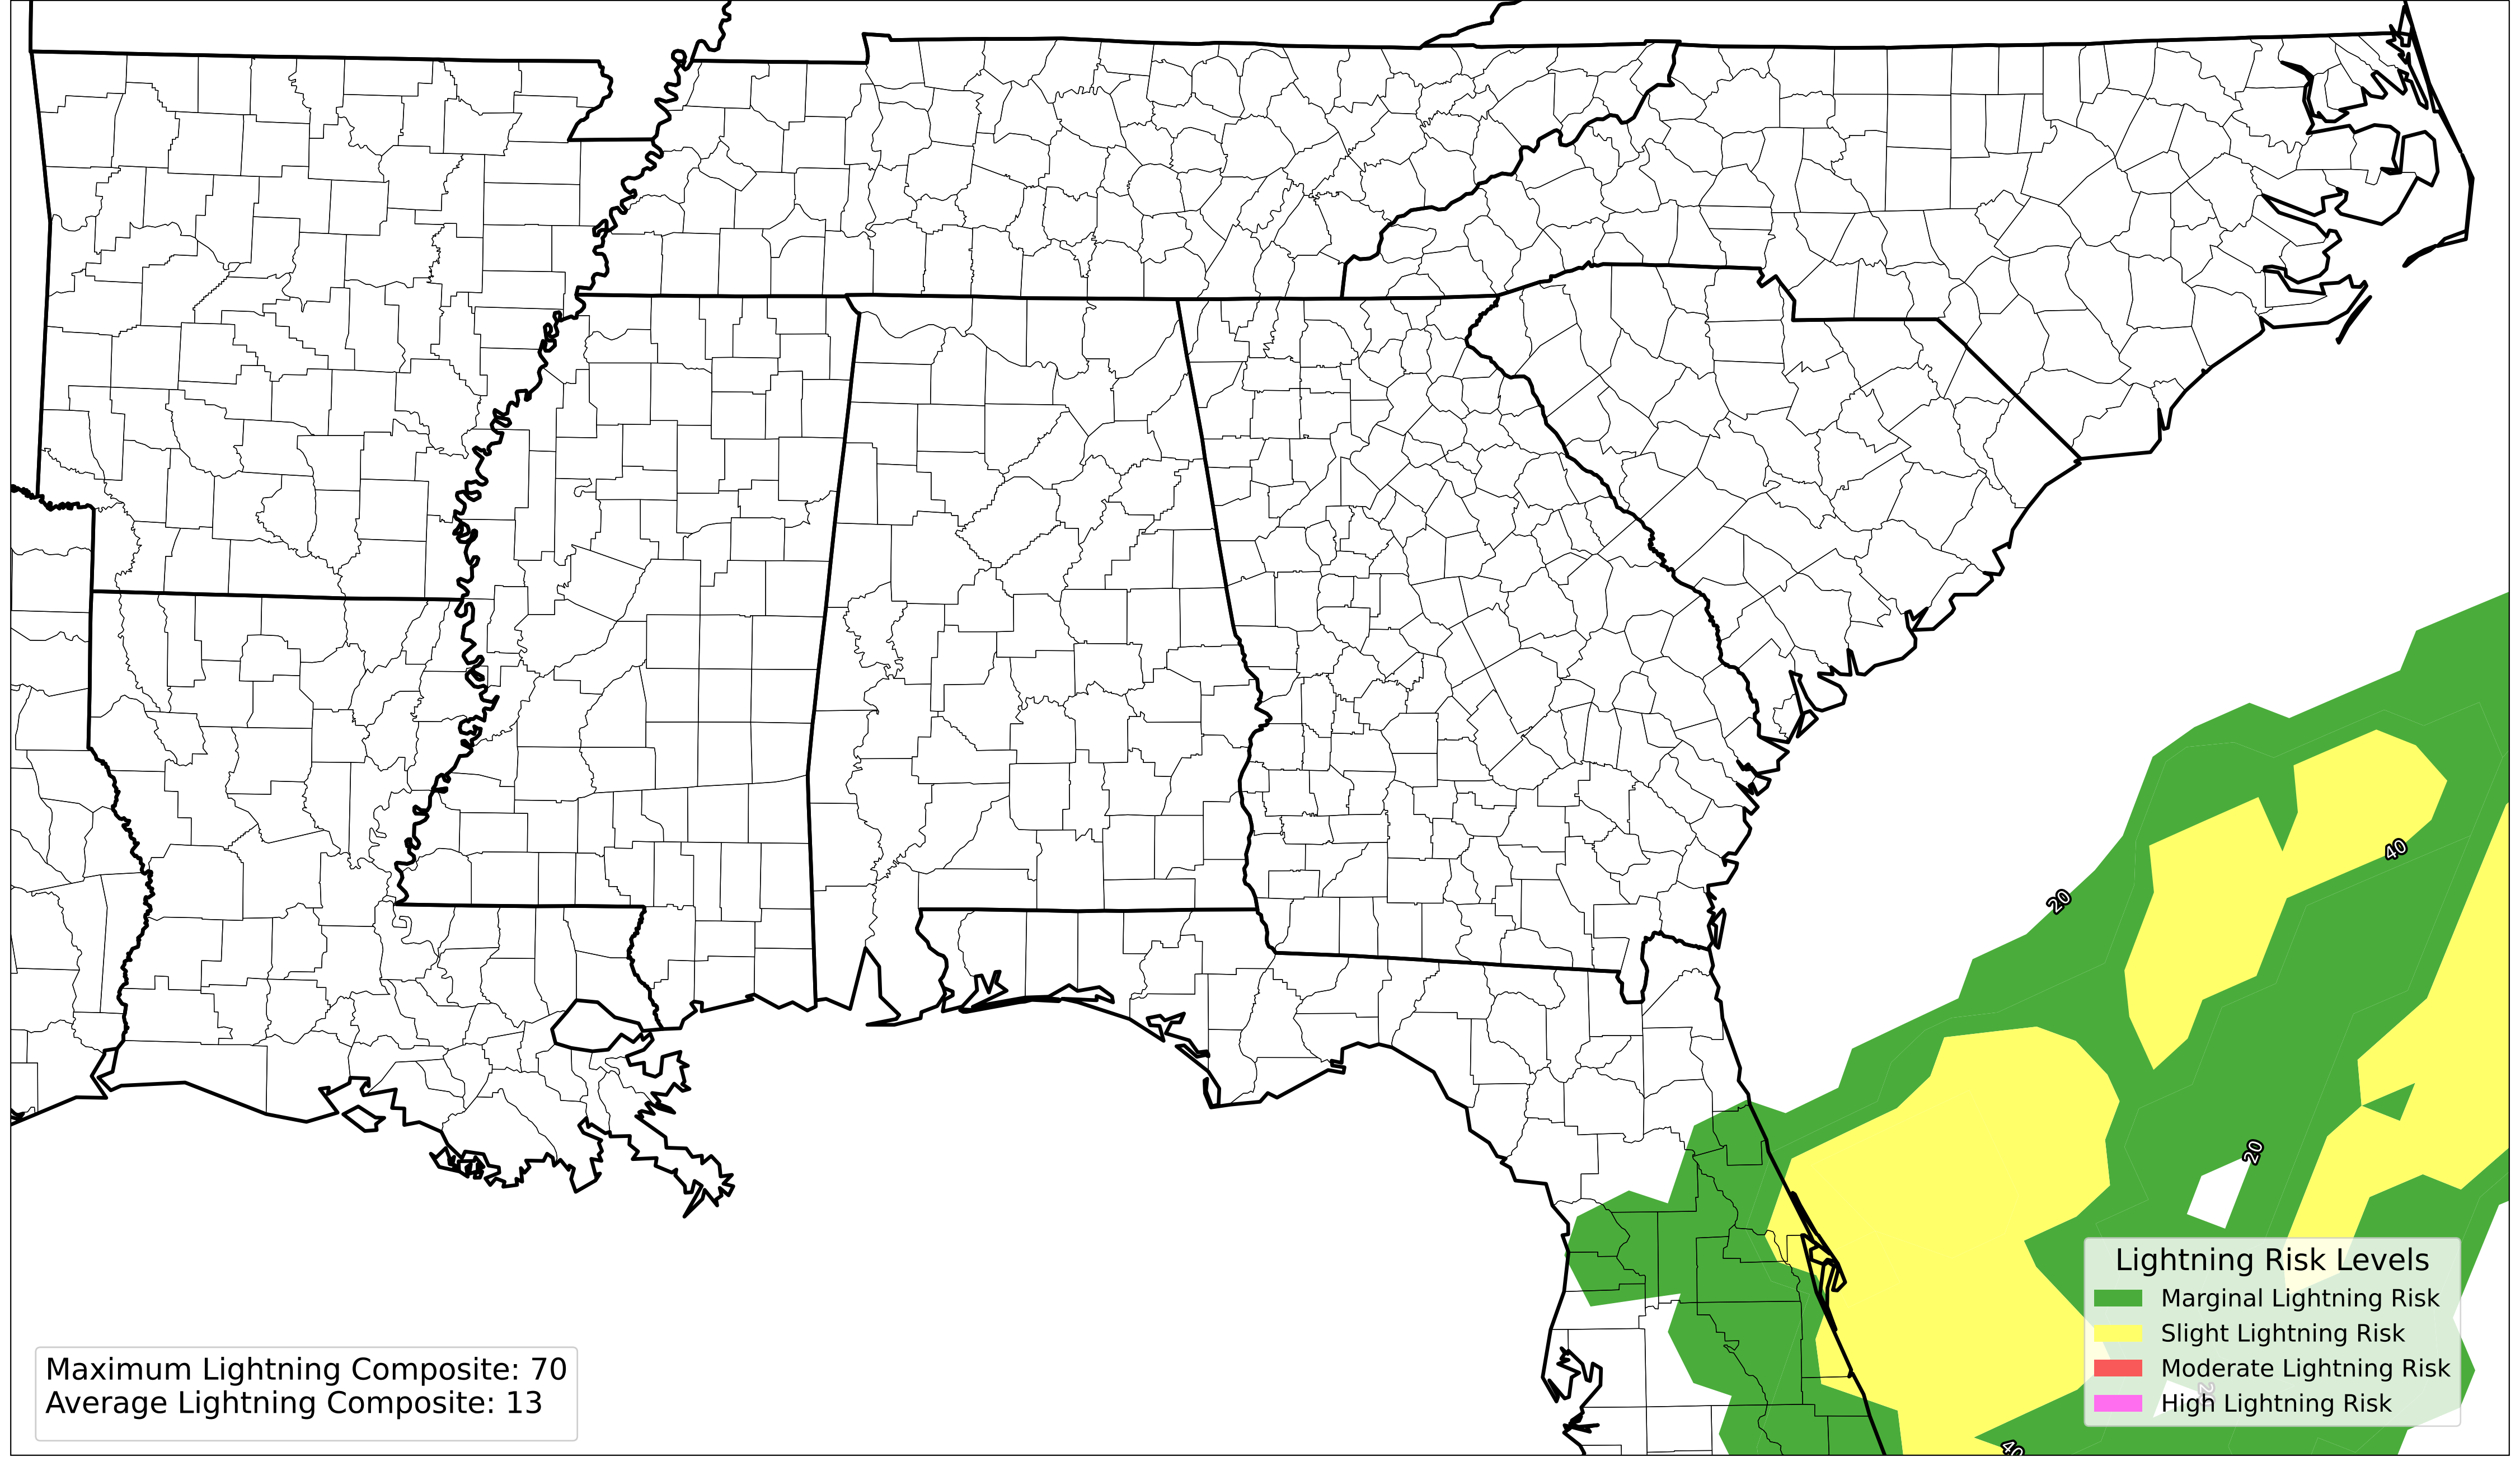 40
20
20
Lightning Risk Levels
Marginal Lightning Risk
Slight Lightning Risk
Moderate Lightning Risk
High Lightning Risk
Maximum Lightning Composite: 70
Average Lightning Composite: 13
40